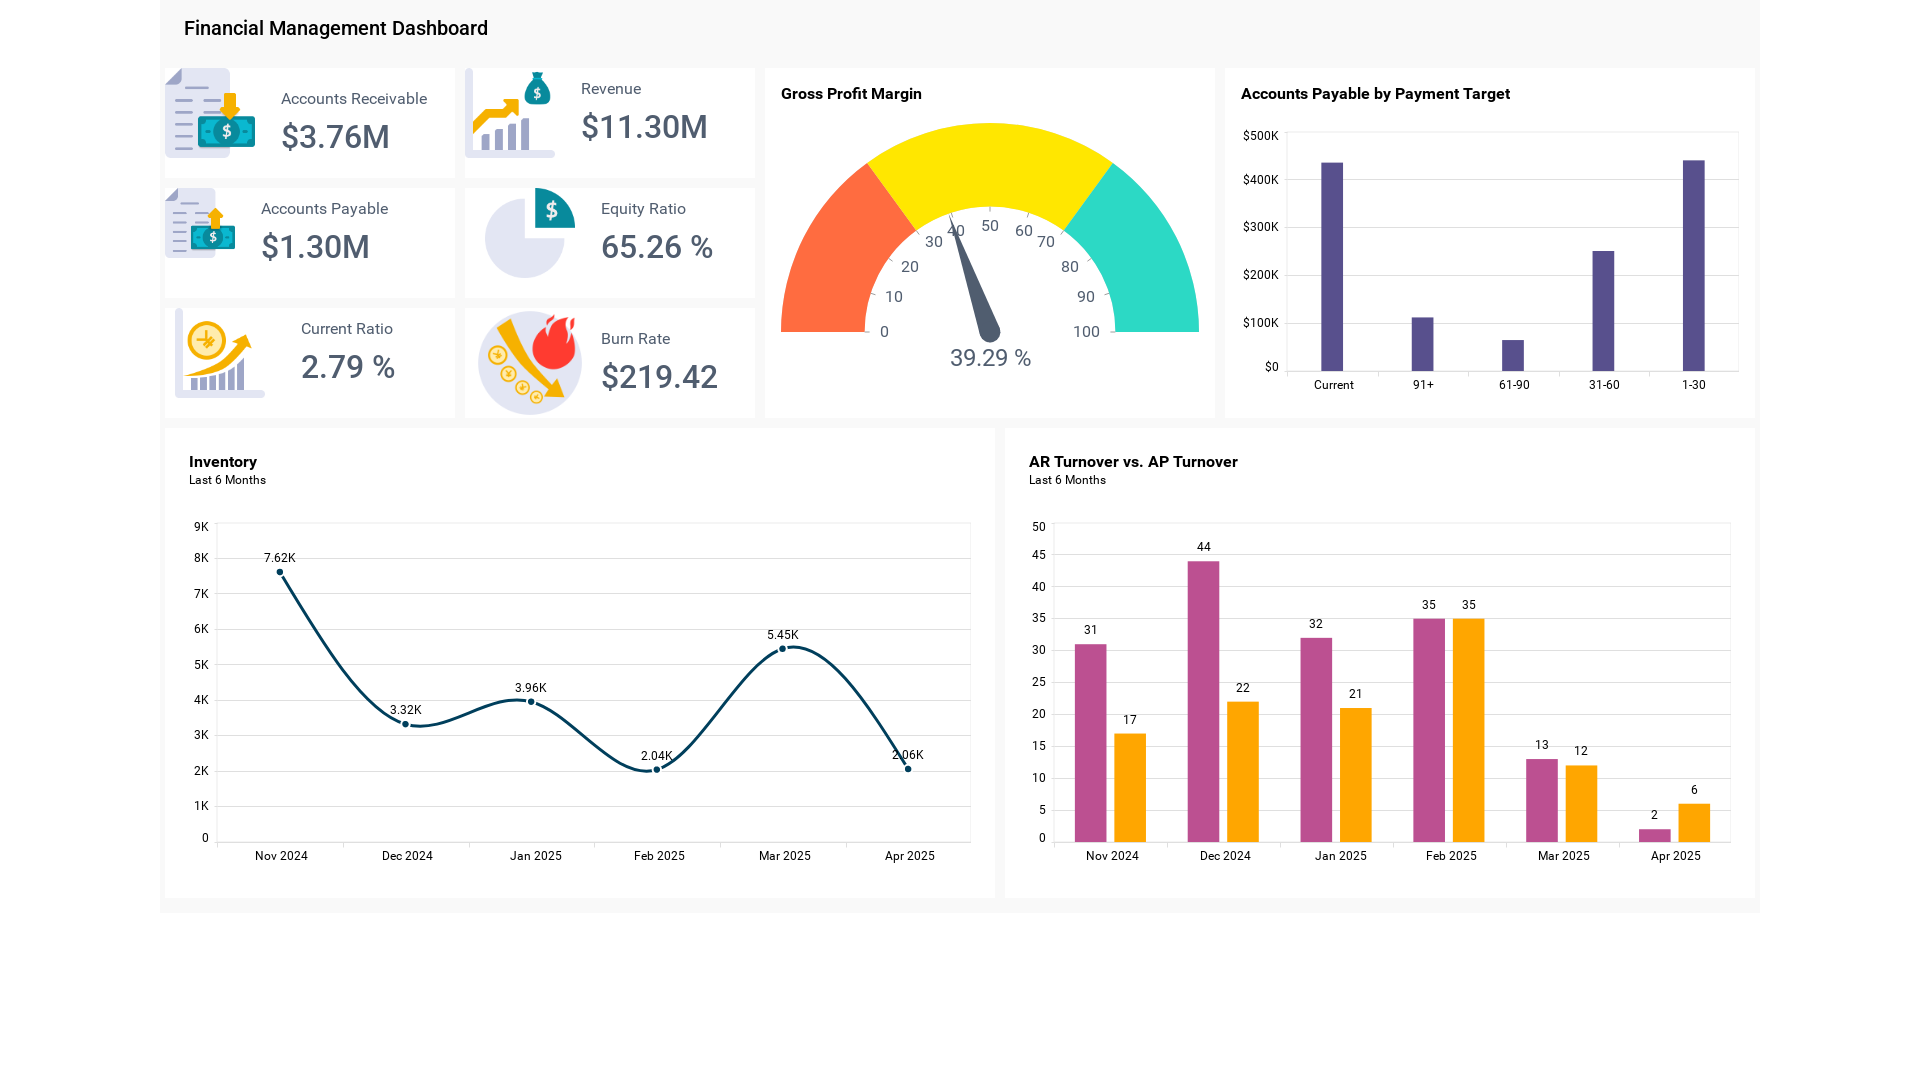 Financial Management Dashboard
Accounts Receivable
$3.76M
Revenue
$11.30M
Accounts Payable
$1.30M
Equity Ratio
65.26 %
Current Ratio
2.79 %
Burn Rate
$219.42
Gross Profit Margin
0
10
20
30
40
50
60
70
80
90
100
39.29 %
Accounts Payable by Payment Target
$500K
$400K
$300K
$200K
$100K
$0
Current 91+ 61-90 31-60 1-30
Inventory
Last 6 Months
9K
8K
7K
6K
5K
4K
3K
2K
1K
0
7.62K
3.32K
3.96K
2.04K
5.45K
2.06K
Nov 2024 Dec 2024 Jan 2025 Feb 2025 Mar 2025 Apr 2025
AR Turnover vs. AP Turnover
Last 6 Months
50
45
40
35
30
25
20
15
10
5
0
31
17
44
22
32
21
35
35
13
12
2
6
Nov 2024 Dec 2024 Jan 2025 Feb 2025 Mar 2025 Apr 2025